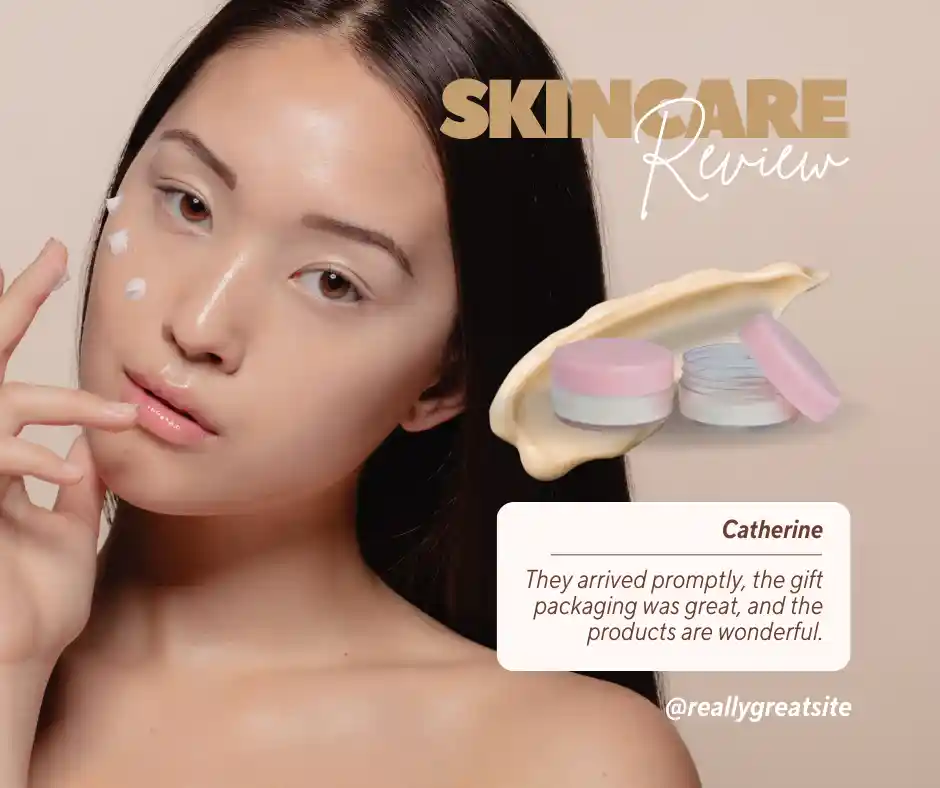 SKINCARE
Review
Catherine
They arrived promptly, the gift
packaging was great, and the
products are wonderful.
@reallygreatsite